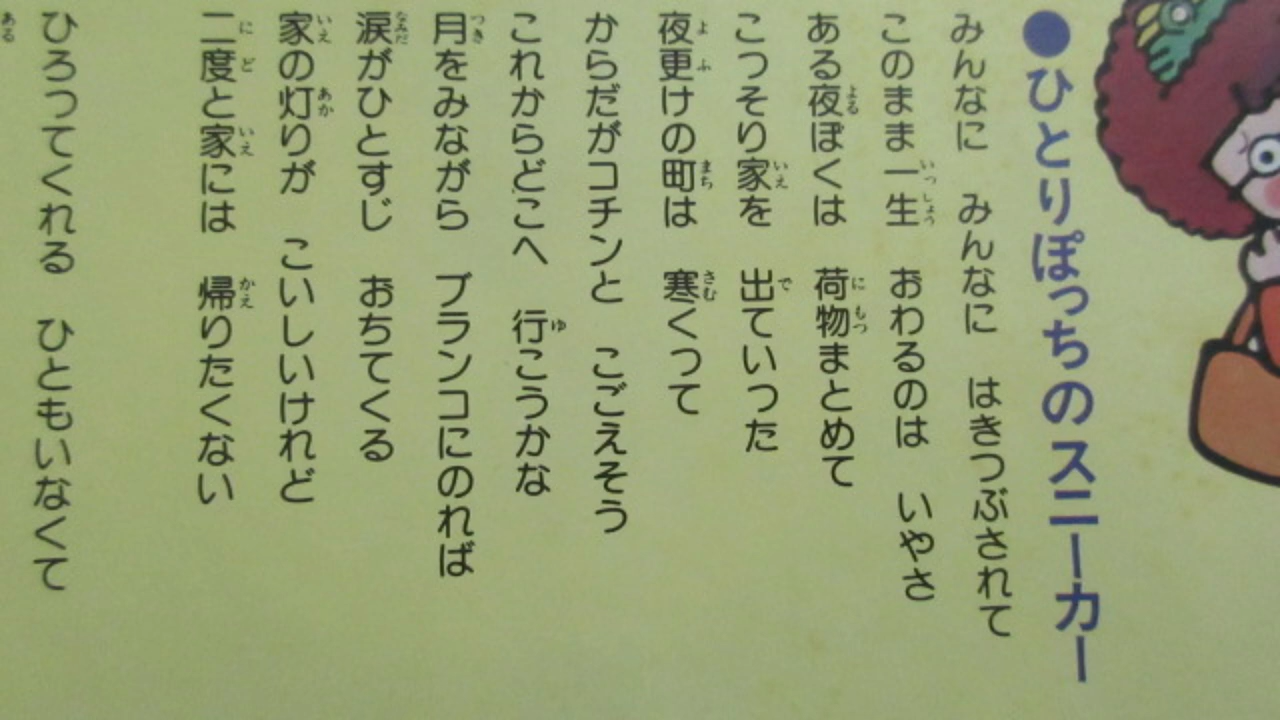 ●ひとりぽっちのスニーカー
みんなに　みんなに　はきつぶされて
このまま一生　おわるのは　いやさ
ある夜ぼくは　荷物まとめて
こっそり家を　出ていった
夜更けの町は　寒くって
からだがコチンと　こごえそう
これからどこへ　行こうかな
月をみながら　ブランコにのれば
涙がひとすじ　おちてくる
家の灯りが　こいしいけれど
二度と家には　帰りたくない
ひろってくれる　ひともいなくて